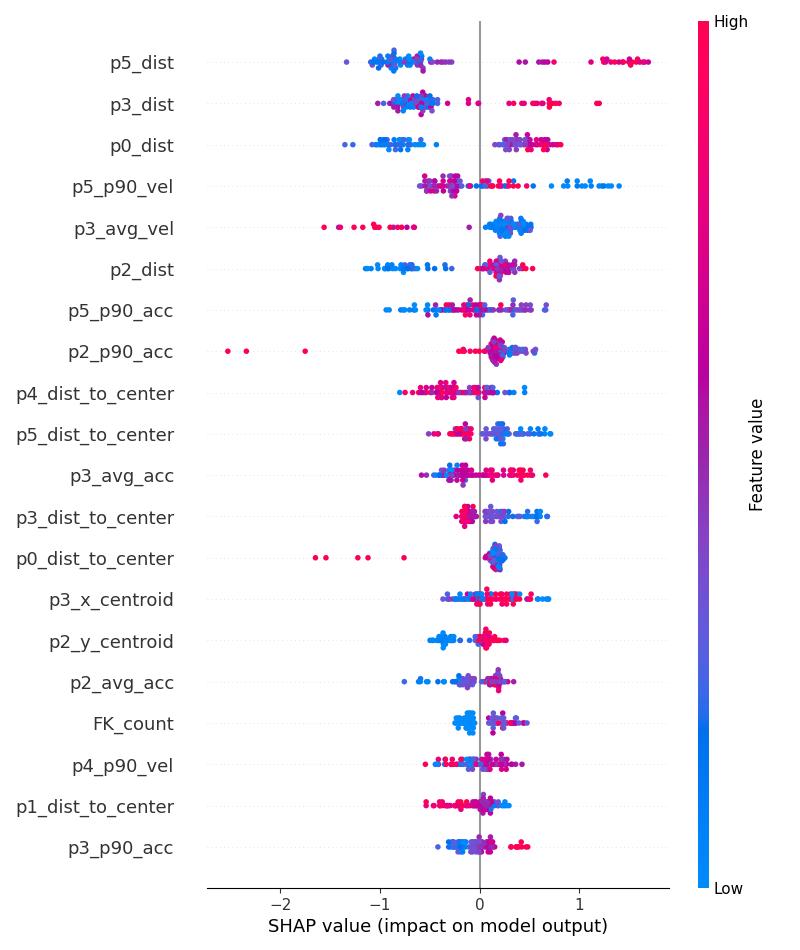 High
p5_dist
p3_dist
p0_dist
p5_p90_vel
p3_avg_vel
p2_dist
p5_p90_acc
p2_p90_acc
p4_dist_to_center
p5_dist_to_center
p3_avg_acc
p3_dist_to_center
p0_dist_to_center
p3_x_centroid
p2_y_centroid
p2_avg_acc
FK_count
p4_p90_vel
p1_dist_to_center
p3_p90_acc
Feature value
Low
−2 −1 0 1
SHAP value (impact on model output)